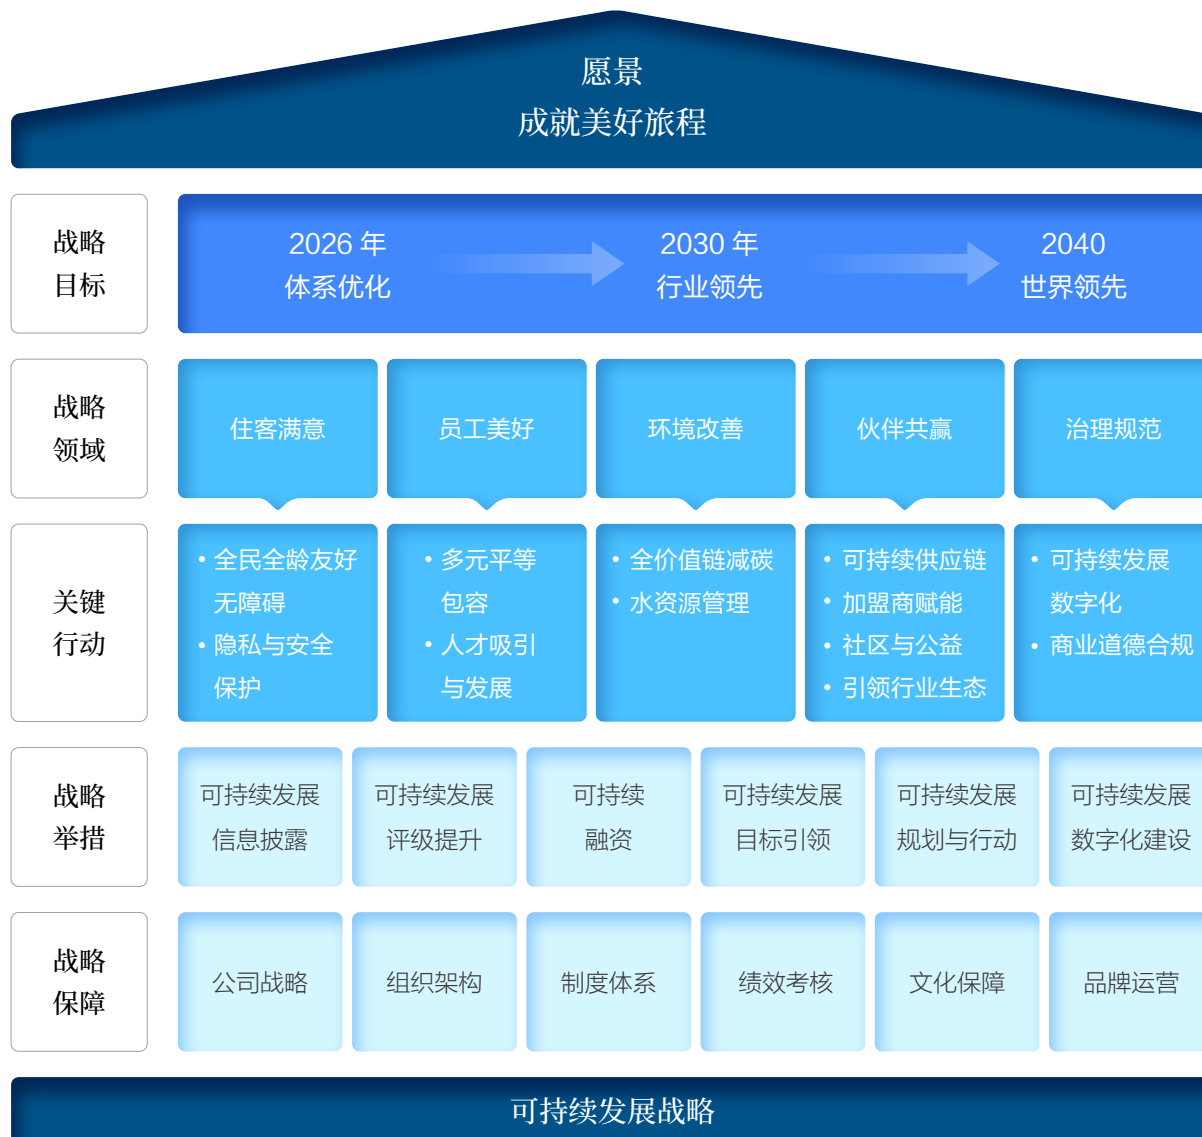 愿景
成就美好旅程
战略
目标
2026 年
体系优化
2030 年
行业领先
2040
世界领先
战略
领域
住客满意
员工美好
环境改善
伙伴共赢
治理规范
关键
行动
• 全民全龄友好
无障碍
• 隐私与安全
保护
• 多元平等
包容
• 人才吸引
与发展
• 全价值链减碳
• 水资源管理
• 可持续供应链
• 加盟商赋能
• 社区与公益
• 引领行业生态
• 可持续发展
数字化
• 商业道德合规
战略
举措
可持续发展
信息披露
可持续发展
评级提升
可持续
融资
可持续发展
目标引领
可持续发展
规划与行动
可持续发展
数字化建设
战略
保障
公司战略
组织架构
制度体系
绩效考核
文化保障
品牌运营
可持续发展战略